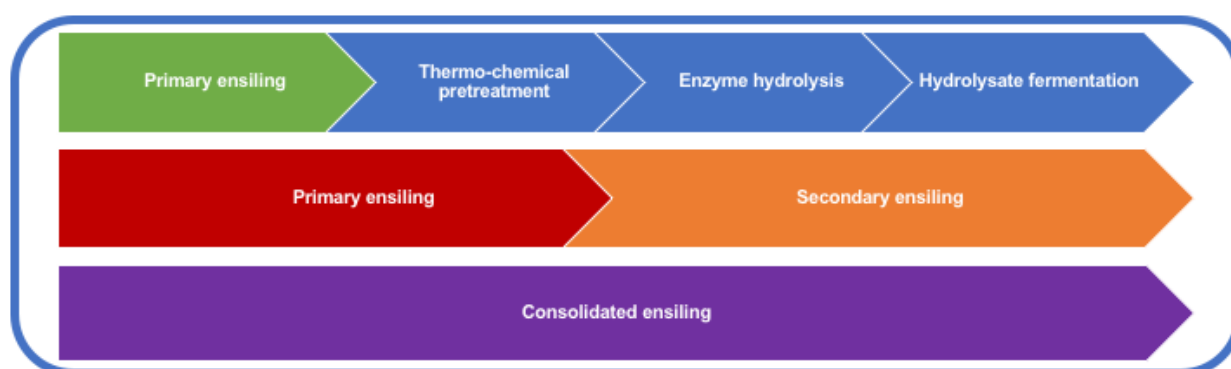 Primary ensiling
Thermo-chemical
pretreatment
Enzyme hydrolysis
Hydrolysate fermentation
Primary ensiling
Secondary ensiling
Consolidated ensiling